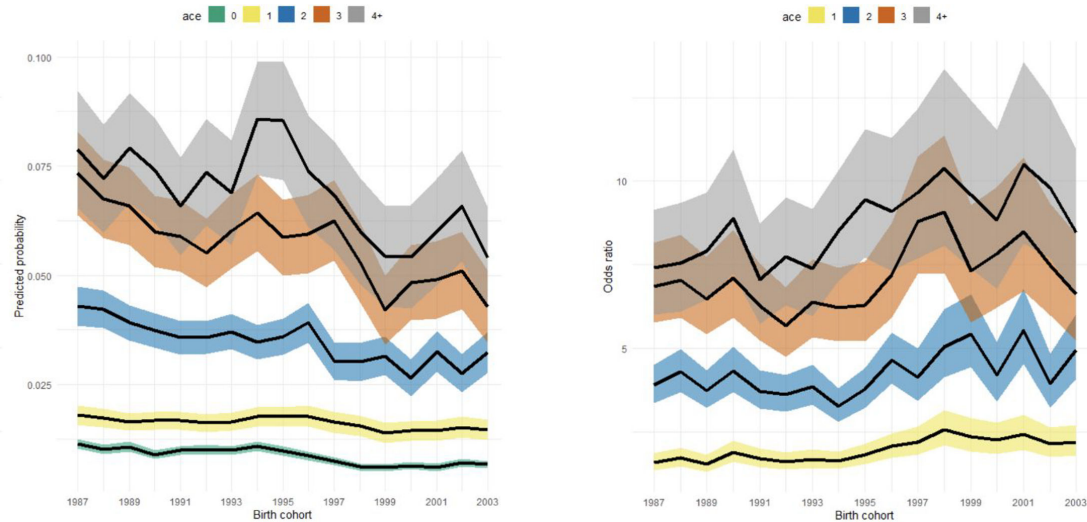 ace 0 1 2 3 4+
0.100
0.075
0.050
0.025
Predicted probability
1987 1989 1991 1993 1995 1997 1999 2001 2003
Birth cohort
ace 1 2 3 4+
10
5
Odds ratio
1987 1989 1991 1993 1995 1997 1999 2001 2003
Birth cohort